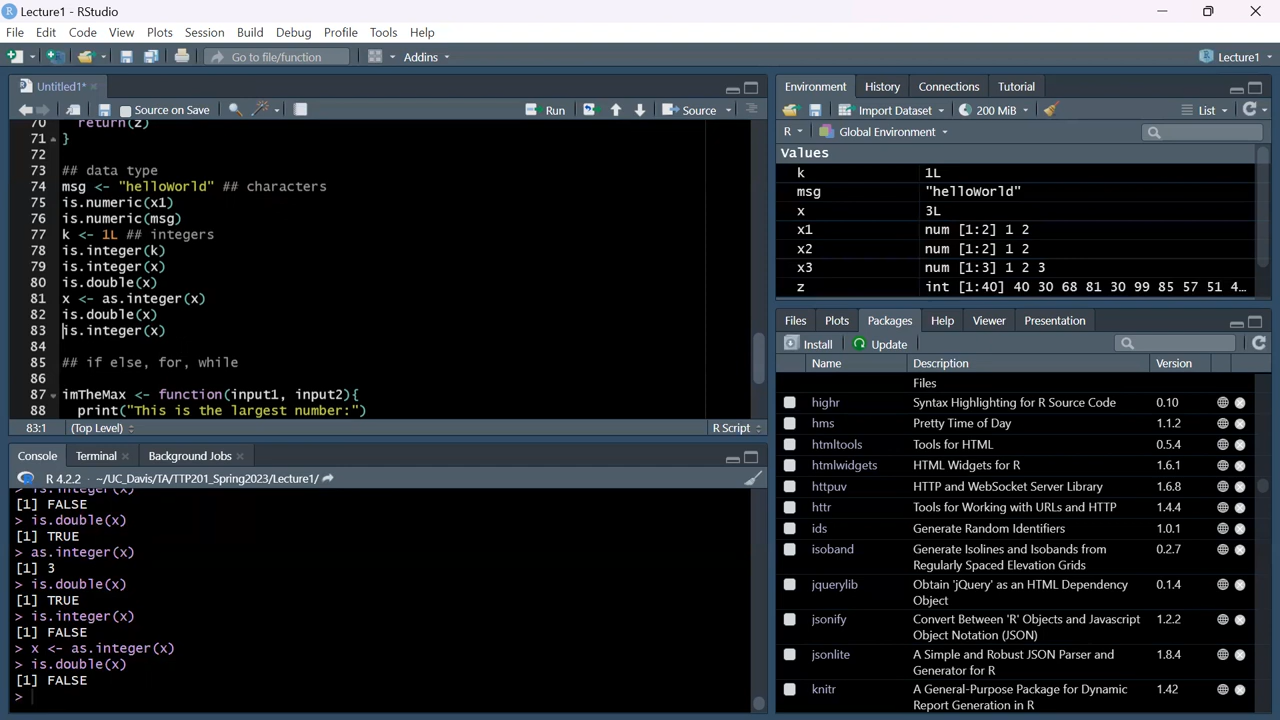 Lecture1 - RStudio
File Edit Code View Plots Session Build Debug Profile Tools Help
Go to file/function Addins Lecture1
Untitled1*
Source on Save Run Source
70 return(z)
71 }
72
73 ## data type
74 msg <- "helloWorld" ## characters
75 is.numeric(x1)
76 is.numeric(msg)
77 k <- 1L ## integers
78 is.integer(k)
79 is.integer(x)
80 is.double(x)
81 x <- as.integer(x)
82 is.double(x)
83 is.integer(x)
84
85 ## if else, for, while
86
87 imTheMax <- function(input1, input2){
88 print("This is the largest number:")
83:1 (Top Level) R Script
Console Terminal Background Jobs
R 4.2.2 · ~/UC_Davis/TA/TTP201_Spring2023/Lecture1/
> is.integer(x)
[1] FALSE
> is.double(x)
[1] TRUE
> as.integer(x)
[1] 3
> is.double(x)
[1] TRUE
> is.integer(x)
[1] FALSE
> x <- as.integer(x)
> is.double(x)
[1] FALSE
>
Environment History Connections Tutorial
Import Dataset 200 MiB List
R Global Environment
Values
k 1L
msg "helloWorld"
x 3L
x1 num [1:2] 1 2
x2 num [1:2] 1 2
x3 num [1:3] 1 2 3
z int [1:40] 40 30 68 81 30 99 85 57 51 4…
Files Plots Packages Help Viewer Presentation
Install Update
Name Description Version
Files
highr Syntax Highlighting for R Source Code 0.10
hms Pretty Time of Day 1.1.2
htmltools Tools for HTML 0.5.4
htmlwidgets HTML Widgets for R 1.6.1
httpuv HTTP and WebSocket Server Library 1.6.8
httr Tools for Working with URLs and HTTP 1.4.4
ids Generate Random Identifiers 1.0.1
isoband Generate Isolines and Isobands from 0.2.7
Regularly Spaced Elevation Grids
jquerylib Obtain 'jQuery' as an HTML Dependency 0.1.4
Object
jsonify Convert Between 'R' Objects and Javascript 1.2.2
Object Notation (JSON)
jsonlite A Simple and Robust JSON Parser and 1.8.4
Generator for R
knitr A General-Purpose Package for Dynamic 1.42
Report Generation in R